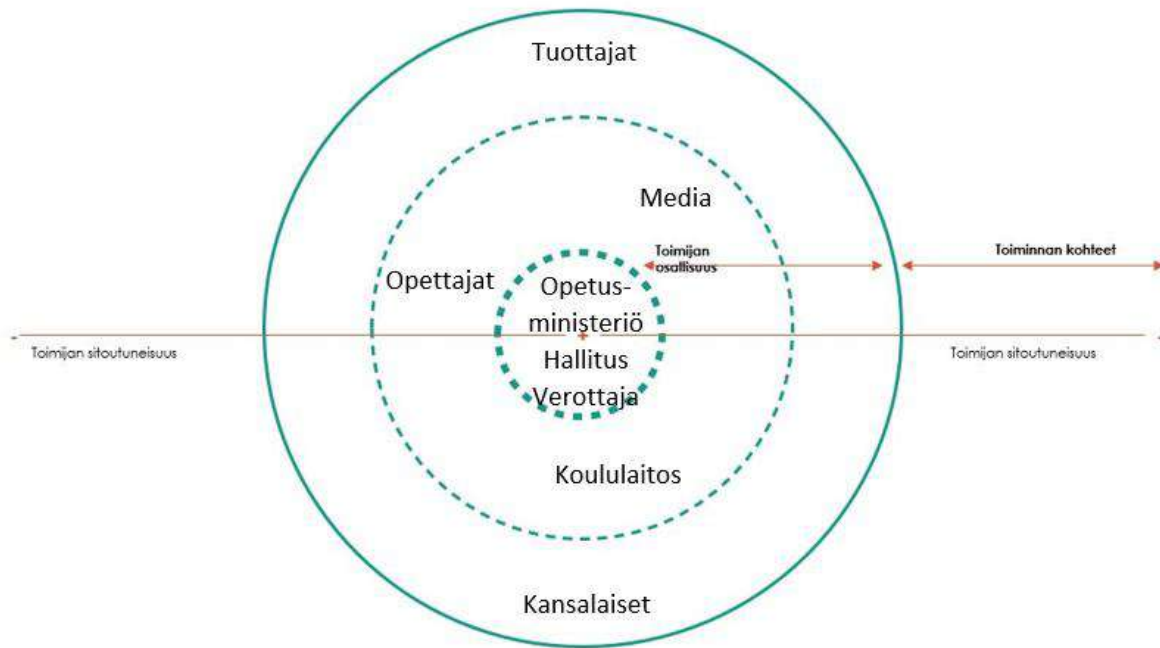 Tuottajat
Media
Toimijan
osallisuus
Toiminnan kohteet
Opettajat
Opetus-
ministeriö
Hallitus
Verottaja
Toimijan sitoutuneisuus
Toimijan sitoutuneisuus
Koululaitos
Kansalaiset